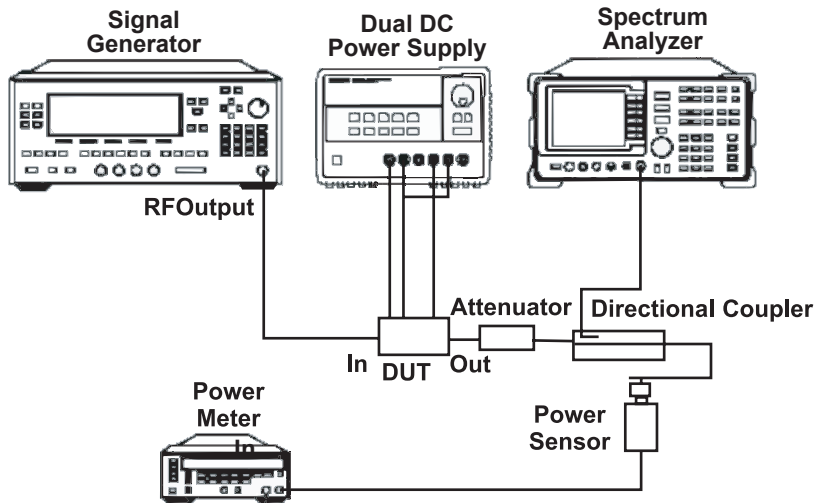 Signal
Generator
Dual DC
Power Supply
Spectrum
Analyzer
RFOutput
Attenuator
Directional Coupler
In
DUT
Out
Power
Meter
In
Power
Sensor